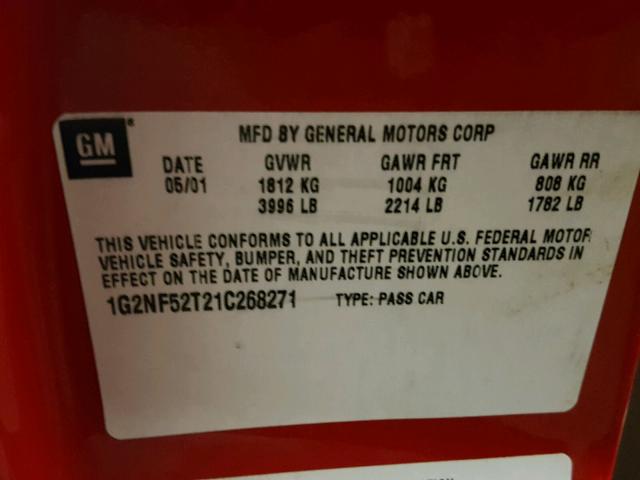 GM
MFD BY GENERAL MOTORS CORP
DATE GVWR GAWR FRT GAWR RR
05/01 1812 KG 1004 KG 808 KG
3996 LB 2214 LB 1782 LB
THIS VEHICLE CONFORMS TO ALL APPLICABLE U.S. FEDERAL MOTOR
VEHICLE SAFETY, BUMPER, AND THEFT PREVENTION STANDARDS IN
EFFECT ON THE DATE OF MANUFACTURE SHOWN ABOVE.
1G2NF52T21C268271 TYPE: PASS CAR